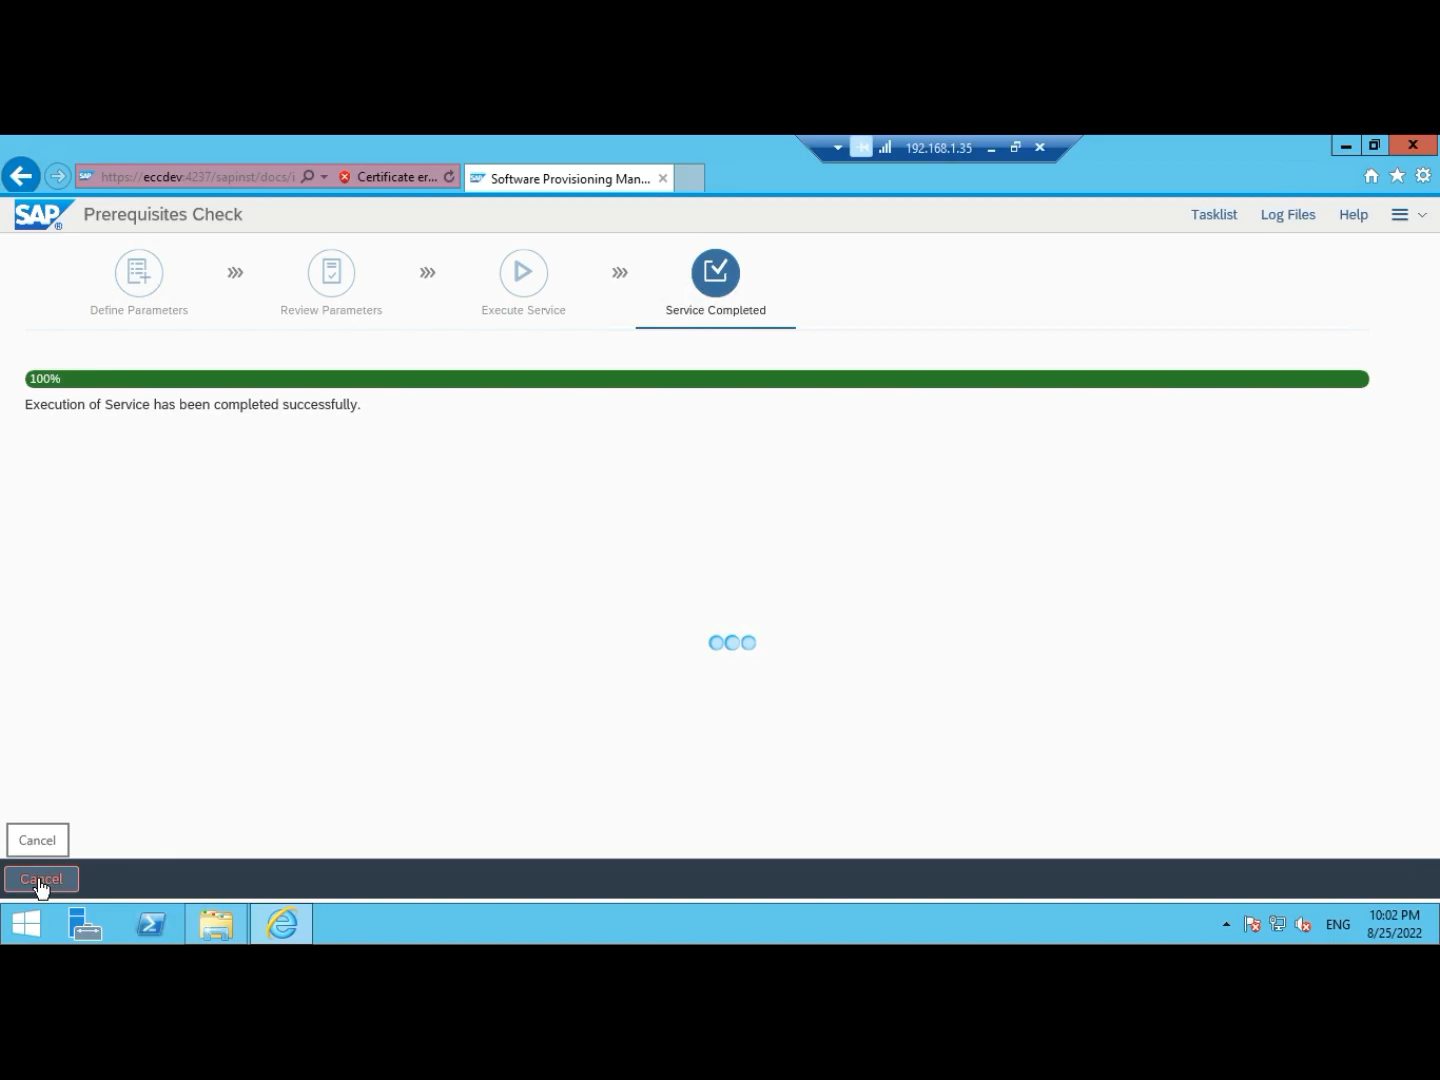 192.168.1.35
https://eccdev:4237/sapinst/docs/i
Certificate er...
Software Provisioning Man...
SAP®
Prerequisites Check
Tasklist
Log Files
Help
Define Parameters
Review Parameters
Execute Service
Service Completed
100%
Execution of Service has been completed successfully.
Cancel
Cancel
ENG
10:02 PM
8/25/2022